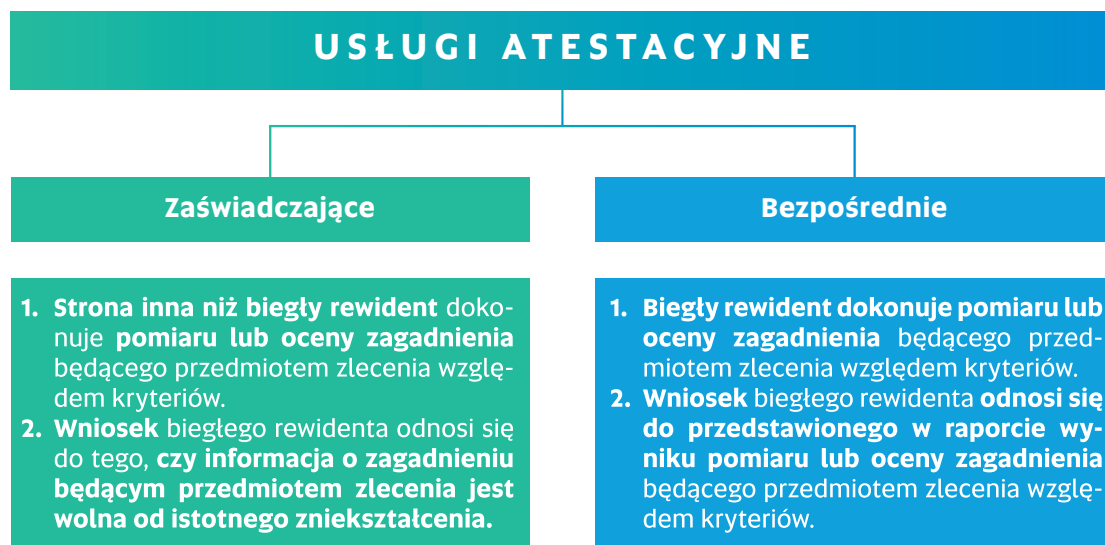 USŁUGI ATESTACYJNE
Zaświadczające
1. Strona inna niż biegły rewident doko-
nuje pomiaru lub oceny zagadnienia
będącego przedmiotem zlecenia wzglę-
dem kryteriów.
2. Wniosek biegłego rewidenta odnosi się
do tego, czy informacja o zagadnieniu
będącym przedmiotem zlecenia jest
wolna od istotnego zniekształcenia.
Bezpośrednie
1. Biegły rewident dokonuje pomiaru lub
oceny zagadnienia będącego przed-
miotem zlecenia względem kryteriów.
2. Wniosek biegłego rewidenta odnosi się
do przedstawionego w raporcie wy-
niku pomiaru lub oceny zagadnienia
będącego przedmiotem zlecenia wzglę-
dem kryteriów.